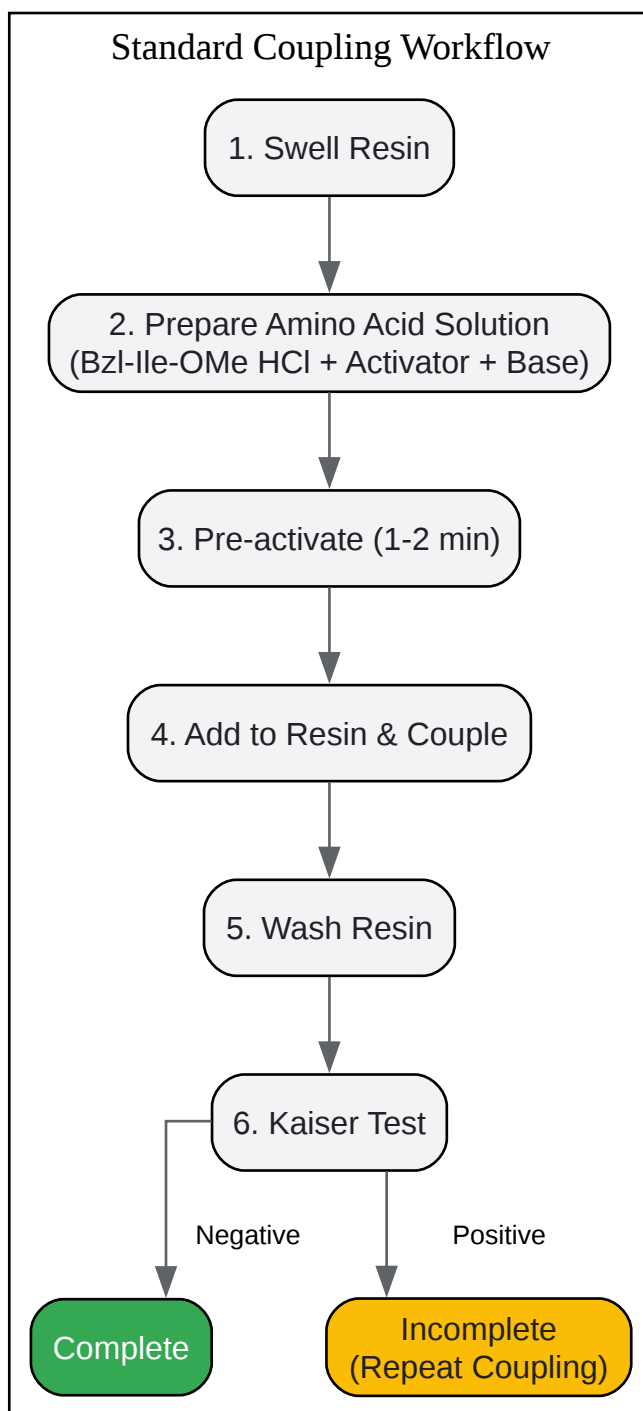 Standard Coupling Workflow
1. Swell Resin
2. Prepare Amino Acid Solution
(Bzl-Ile-OMe HCl + Activator + Base)
3. Pre-activate (1-2 min)
4. Add to Resin & Couple
5. Wash Resin
6. Kaiser Test
Negative
Positive
Complete
Incomplete
(Repeat Coupling)